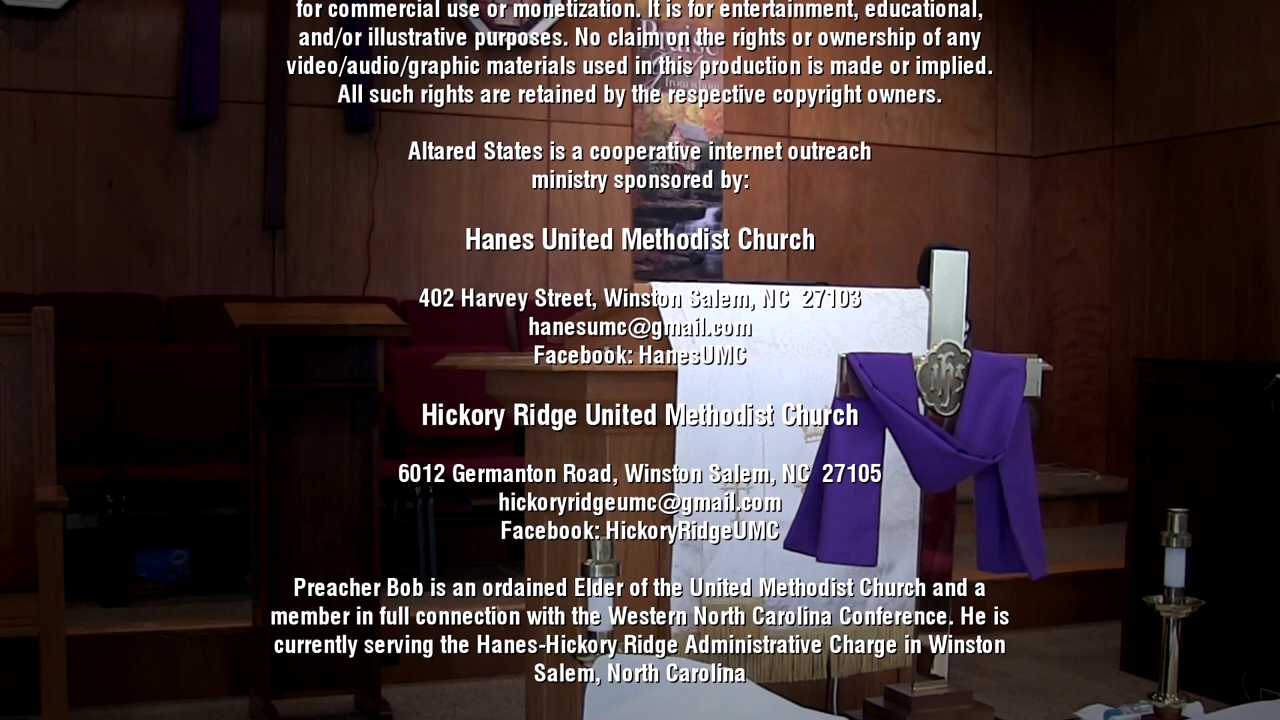 for commercial use or monetization. It is for entertainment, educational,
and/or illustrative purposes. No claim on the rights or ownership of any
video/audio/graphic materials used in this production is made or implied.
All such rights are retained by the respective copyright owners.
Altared States is a cooperative internet outreach
ministry sponsored by:
Hanes United Methodist Church
402 Harvey Street, Winston Salem, NC 27103
hanesumc@gmail.com
Facebook: HanesUMC
Hickory Ridge United Methodist Church
6012 Germanton Road, Winston Salem, NC 27105
hickoryridgeumc@gmail.com
Facebook: HickoryRidgeUMC
Preacher Bob is an ordained Elder of the United Methodist Church and a
member in full connection with the Western North Carolina Conference. He is
currently serving the Hanes-Hickory Ridge Administrative Charge in Winston
Salem, North Carolina
Praise
ihs